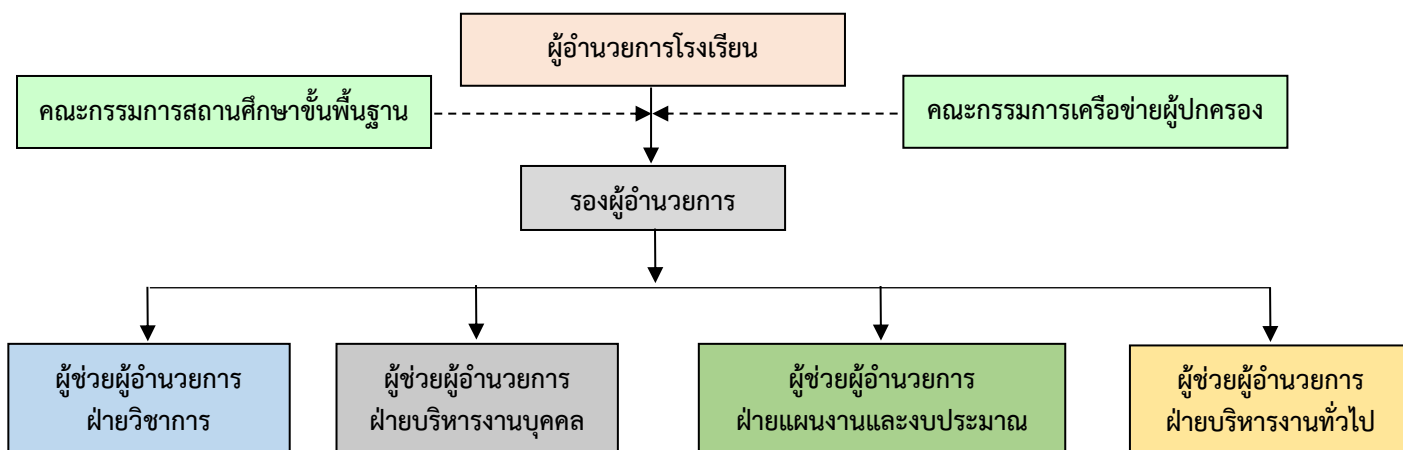 ผู้อำนวยการโรงเรียน
คณะกรรมการสถานศึกษาขั้นพื้นฐาน
คณะกรรมการเครือข่ายผู้ปกครอง
รองผู้อำนวยการ
ผู้ช่วยผู้อำนวยการ
ฝ่ายวิชาการ
ผู้ช่วยผู้อำนวยการ
ฝ่ายบริหารงานบุคคล
ผู้ช่วยผู้อำนวยการ
ฝ่ายแผนงานและงบประมาณ
ผู้ช่วยผู้อำนวยการ
ฝ่ายบริหารงานทั่วไป